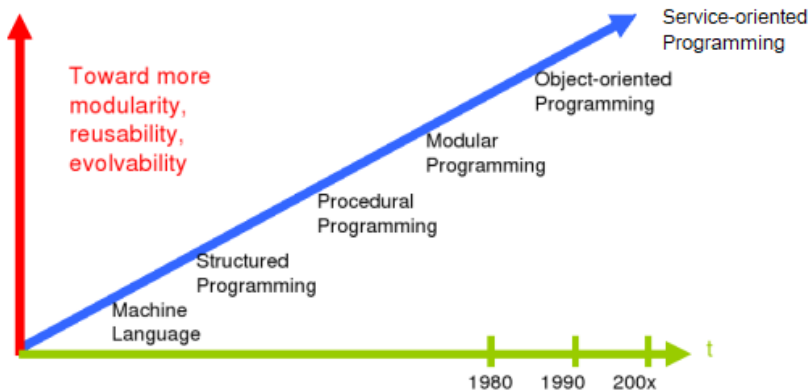 Service-oriented
Programming
Toward more
modularity,
reusability,
evolvability
Object-oriented
Programming
Modular
Programming
Procedural
Programming
Structured
Programming
Machine
Language
t
1980
1990
200x